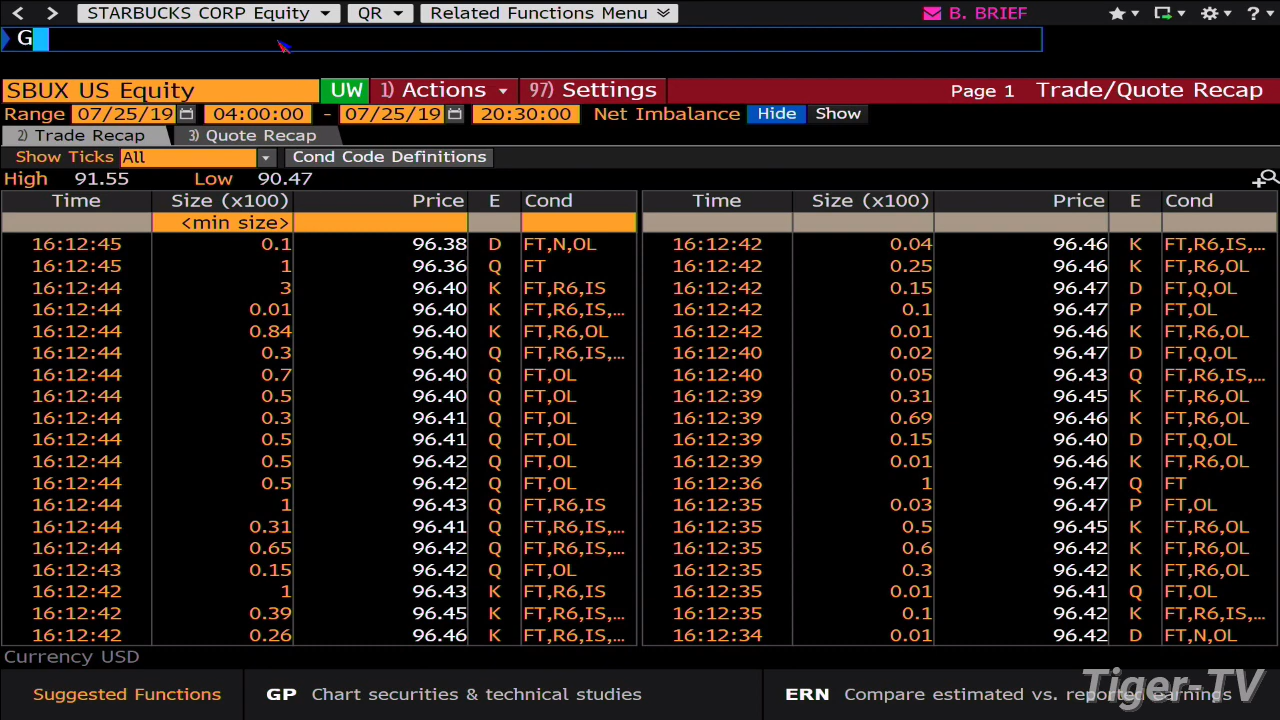 STARBUCKS CORP Equity QR Related Functions Menu B. BRIEF ?
G
SBUX US Equity UW 1) Actions 97) Settings Page 1 Trade/Quote Recap
Range 07/25/19 04:00:00 - 07/25/19 20:30:00 Net Imbalance Hide Show
2) Trade Recap 3) Quote Recap
Show Ticks All Cond Code Definitions
High 91.55 Low 90.47
Time Size (x100) Price E Cond Time Size (x100) Price E Cond
<min size>
16:12:45 0.1 96.38 D FT,N,OL 16:12:42 0.04 96.46 K FT,R6,IS,...
16:12:45 1 96.36 Q FT 16:12:42 0.25 96.46 K FT,R6,OL
16:12:44 3 96.40 K FT,R6,IS 16:12:42 0.15 96.47 D FT,Q,OL
16:12:44 0.01 96.40 K FT,R6,IS,... 16:12:42 0.1 96.47 P FT,OL
16:12:44 0.84 96.40 K FT,R6,OL 16:12:42 0.01 96.46 K FT,R6,OL
16:12:44 0.3 96.40 Q FT,R6,IS,... 16:12:40 0.02 96.47 D FT,Q,OL
16:12:44 0.7 96.40 Q FT,OL 16:12:40 0.05 96.43 Q FT,R6,IS,...
16:12:44 0.5 96.40 Q FT,OL 16:12:39 0.31 96.45 K FT,R6,OL
16:12:44 0.3 96.41 Q FT,OL 16:12:39 0.69 96.46 K FT,R6,OL
16:12:44 0.5 96.41 Q FT,OL 16:12:39 0.15 96.40 D FT,Q,OL
16:12:44 0.5 96.42 Q FT,OL 16:12:39 0.01 96.46 K FT,R6,OL
16:12:44 0.5 96.42 Q FT,OL 16:12:36 1 96.47 Q FT
16:12:44 1 96.43 Q FT,R6,IS 16:12:35 0.03 96.47 P FT,OL
16:12:44 0.31 96.41 Q FT,R6,IS,... 16:12:35 0.5 96.45 K FT,R6,OL
16:12:44 0.65 96.42 Q FT,R6,IS,... 16:12:35 0.6 96.42 K FT,R6,OL
16:12:43 0.15 96.42 Q FT,OL 16:12:35 0.3 96.42 K FT,R6,OL
16:12:42 1 96.43 K FT,R6,IS 16:12:35 0.01 96.41 Q FT,OL
16:12:42 0.39 96.45 K FT,R6,IS,... 16:12:35 0.1 96.42 K FT,R6,IS,...
16:12:42 0.26 96.46 K FT,R6,IS,... 16:12:34 0.01 96.42 D FT,N,OL
Currency USD
Suggested Functions GP Chart securities & technical studies ERN Compare estimated vs. reported earnings
Tiger-TV